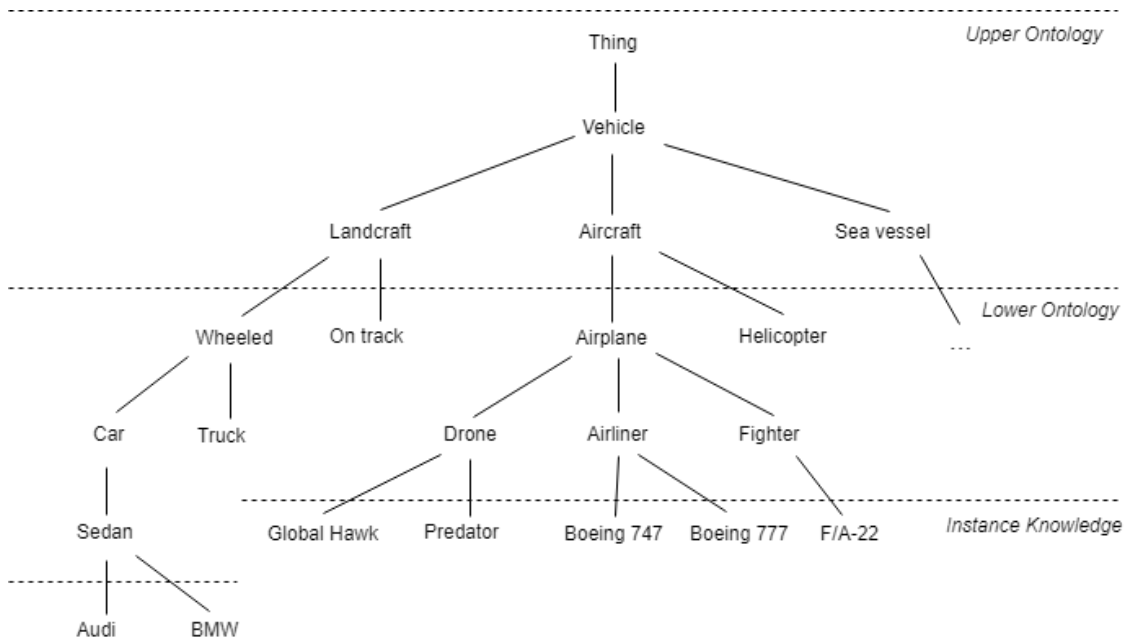 Upper Ontology
Thing
Vehicle
Landcraft
Aircraft
Sea vessel
Lower Ontology
Wheeled
On track
Airplane
Helicopter
...
Car
Truck
Drone
Airliner
Fighter
Instance Knowledge
Sedan
Global Hawk
Predator
Boeing 747
Boeing 777
F/A-22
Audi
BMW